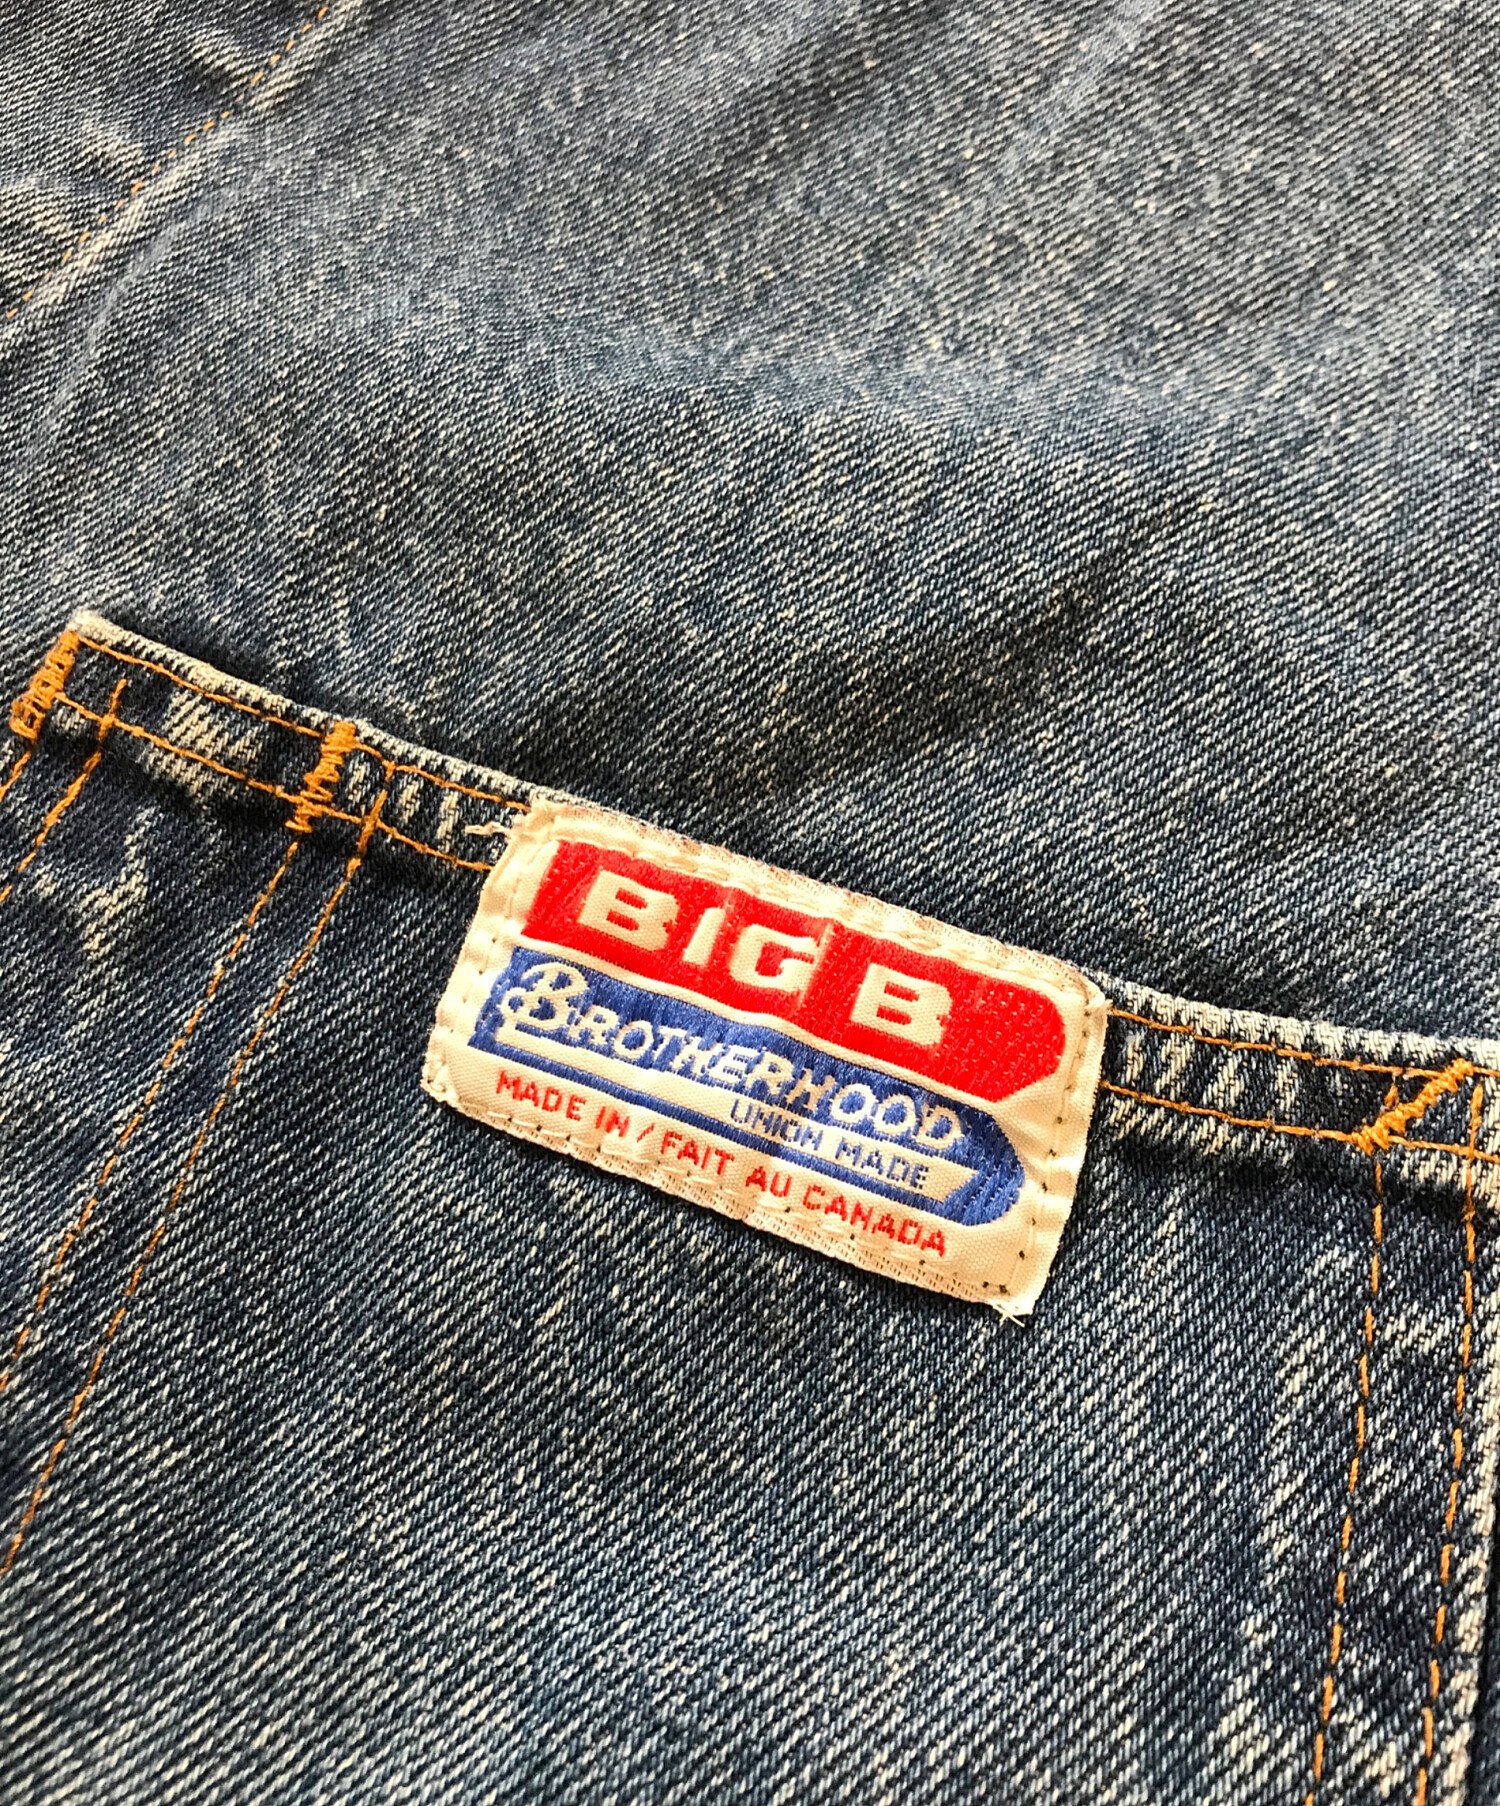 BIG B
BROTHERHOOD
UNION MADE
MADE IN / FAIT AU CANADA